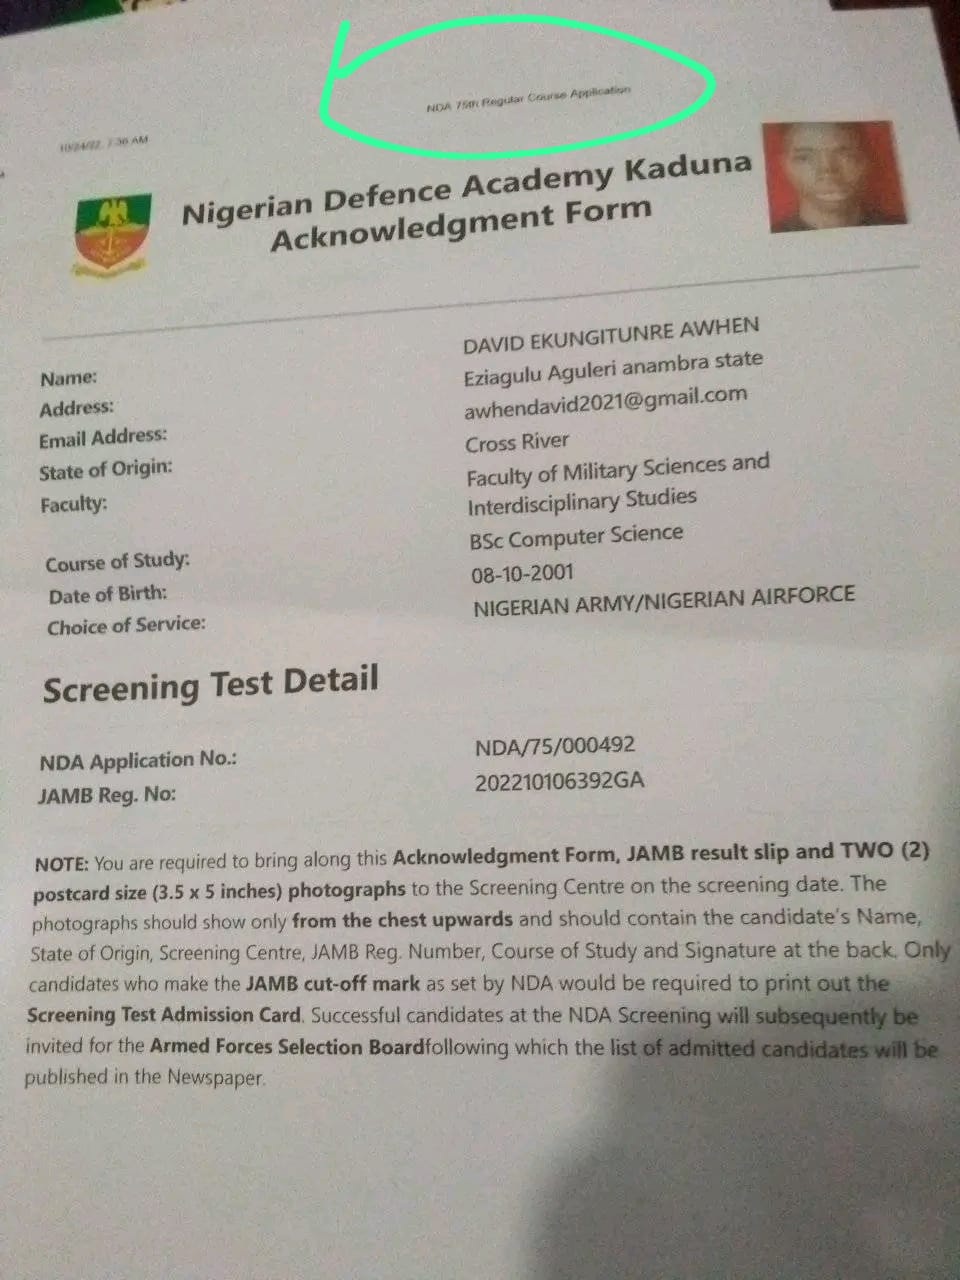 NDA 75th Regular Course Application
10/24/22, 7:36 AM
Nigerian Defence Academy Kaduna
Acknowledgment Form
Name: DAVID EKUNGITUNRE AWHEN
Address: Eziagulu Aguleri anambra state
Email Address: awhendavid2021@gmail.com
State of Origin: Cross River
Faculty: Faculty of Military Sciences and
Interdisciplinary Studies
Course of Study: BSc Computer Science
Date of Birth: 08-10-2001
Choice of Service: NIGERIAN ARMY/NIGERIAN AIRFORCE
Screening Test Detail
NDA Application No.: NDA/75/000492
JAMB Reg. No: 202210106392GA
NOTE: You are required to bring along this Acknowledgment Form, JAMB result slip and TWO (2)
postcard size (3.5 x 5 inches) photographs to the Screening Centre on the screening date. The
photographs should show only from the chest upwards and should contain the candidate's Name,
State of Origin, Screening Centre, JAMB Reg. Number, Course of Study and Signature at the back. Only
candidates who make the JAMB cut-off mark as set by NDA would be required to print out the
Screening Test Admission Card. Successful candidates at the NDA Screening will subsequently be
invited for the Armed Forces Selection Boardfollowing which the list of admitted candidates will be
published in the Newspaper.